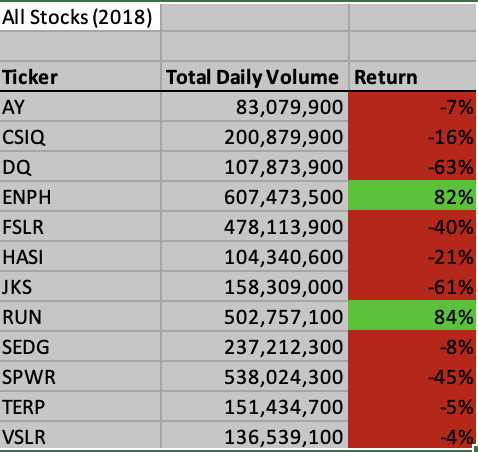 All Stocks (2018)
Ticker Total Daily Volume Return
AY 83,079,900 -7%
CSIQ 200,879,900 -16%
DQ 107,873,900 -63%
ENPH 607,473,500 82%
FSLR 478,113,900 -40%
HASI 104,340,600 -21%
JKS 158,309,000 -61%
RUN 502,757,100 84%
SEDG 237,212,300 -8%
SPWR 538,024,300 -45%
TERP 151,434,700 -5%
VSLR 136,539,100 -4%